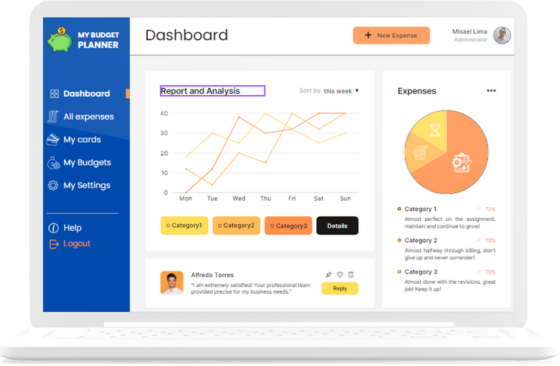 MY BUDGET
PLANNER
Dashboard
+ New Expense
Misael Lima
Administrator
Dashboard
All expenses
My cards
My Budgets
My Settings
Help
Logout
Report and Analysis
Sort by this week
40
30
20
10
0
Mon Tue Wed Thu Fri Sat Sun
Category1 Category2 Category3 Details
Alfredo Torres
"I am extremely satisfied! Your professional team
provided precise for my business needs."
Reply
Expenses
Category 1 70%
Almost perfect on the assignment,
maintain and continue to grow!
Category 2 70%
Almost halfway through billing, don't
give up and never surrender!
Category 3 70%
Almost done with the revisions, great
job! Keep it up!